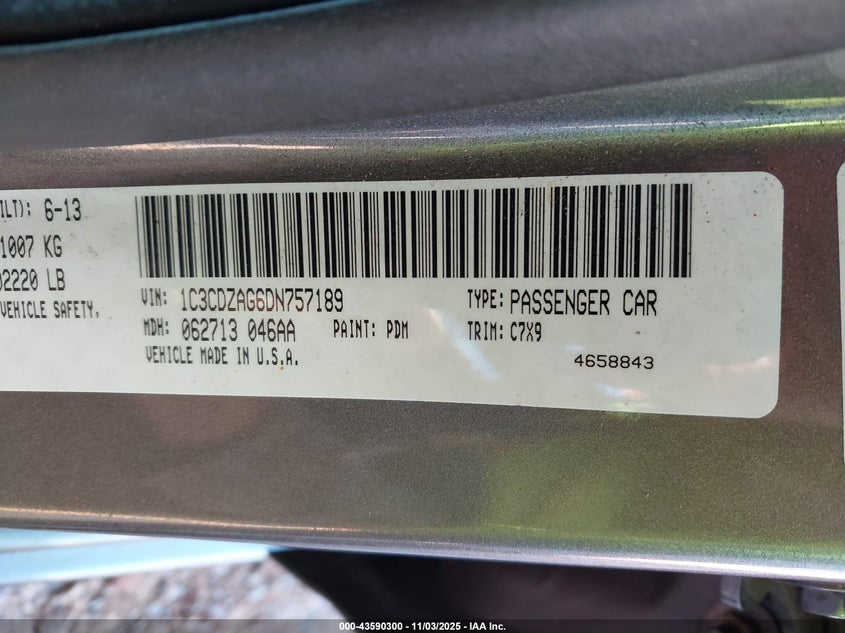 ILT): 6-13
1007 KG
02220 LB
VEHICLE SAFETY,
VIN: 1C3CDZAG6DN757189 TYPE: PASSENGER CAR
MDH: 062713 046AA PAINT: PDM TRIM: C7X9
VEHICLE MADE IN U.S.A. 4658843
000-43590300 - 11/03/2025 - IAA Inc.